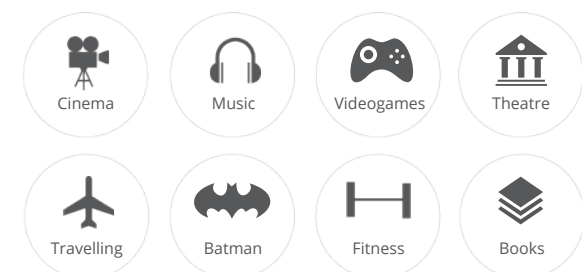 Cinema
Music
Videogames
Theatre
Travelling
Batman
Fitness
Books